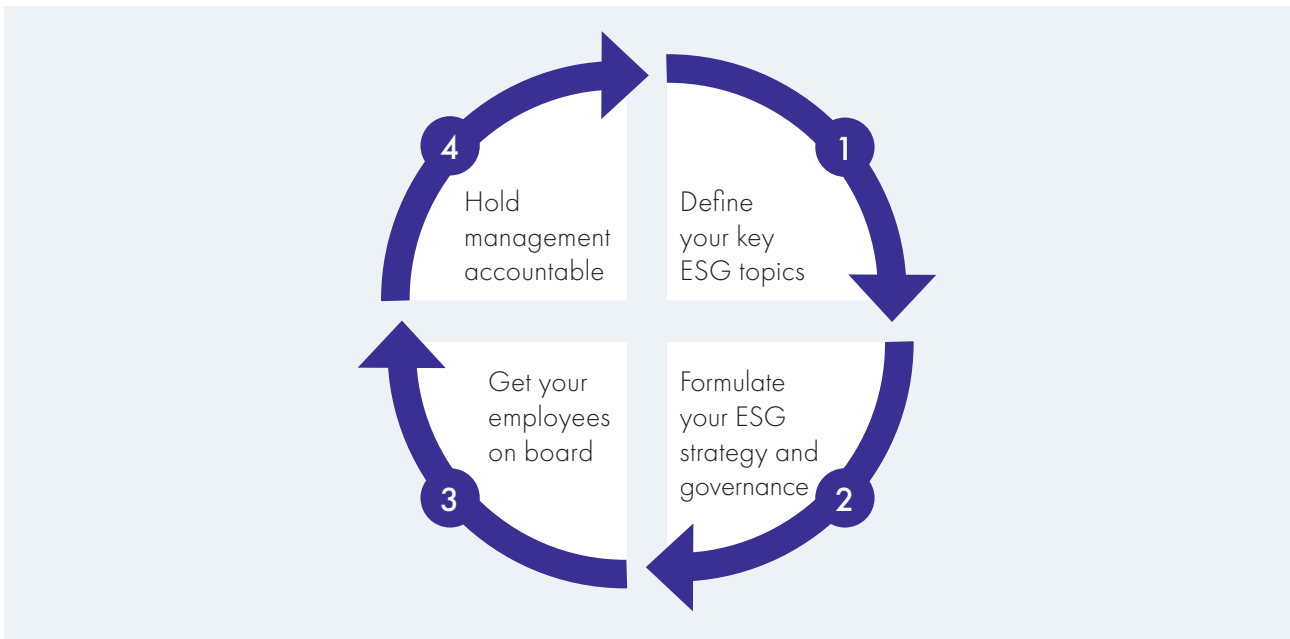 1
Define
your key
ESG topics
2
Formulate
your ESG
strategy and
governance
3
Get your
employees
on board
4
Hold
management
accountable